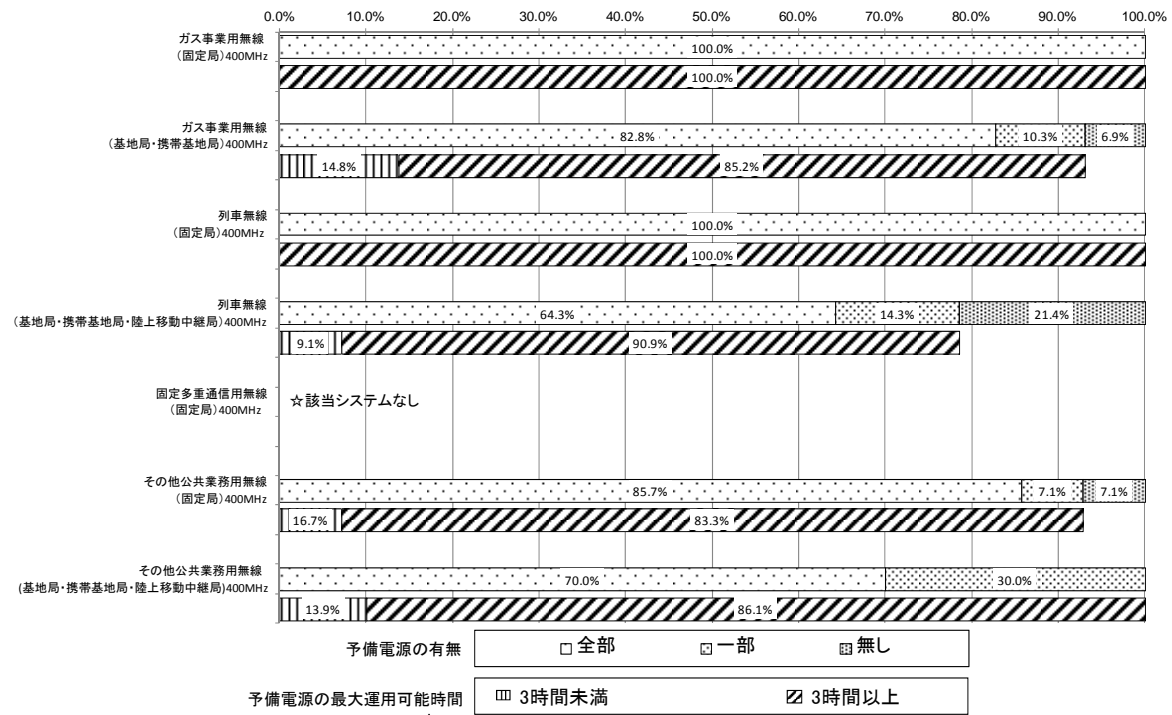 0.0% 10.0% 20.0% 30.0% 40.0% 50.0% 60.0% 70.0% 80.0% 90.0% 100.0%
ガス事業用無線
(固定局)400MHz
100.0%
100.0%
ガス事業用無線
(基地局・携帯基地局)400MHz
82.8% 10.3% 6.9%
14.8% 85.2%
列車無線
(固定局)400MHz
100.0%
100.0%
列車無線
(基地局・携帯基地局・陸上移動中継局)400MHz
64.3% 14.3% 21.4%
9.1% 90.9%
固定多重通信用無線
(固定局)400MHz
☆該当システムなし
その他公共業務用無線
(固定局)400MHz
85.7% 7.1% 7.1%
16.7% 83.3%
その他公共業務用無線
(基地局・携帯基地局・陸上移動中継局)400MHz
70.0% 30.0%
13.9% 86.1%
予備電源の有無 全部 一部 無し
予備電源の最大運用可能時間 3時間未満 3時間以上